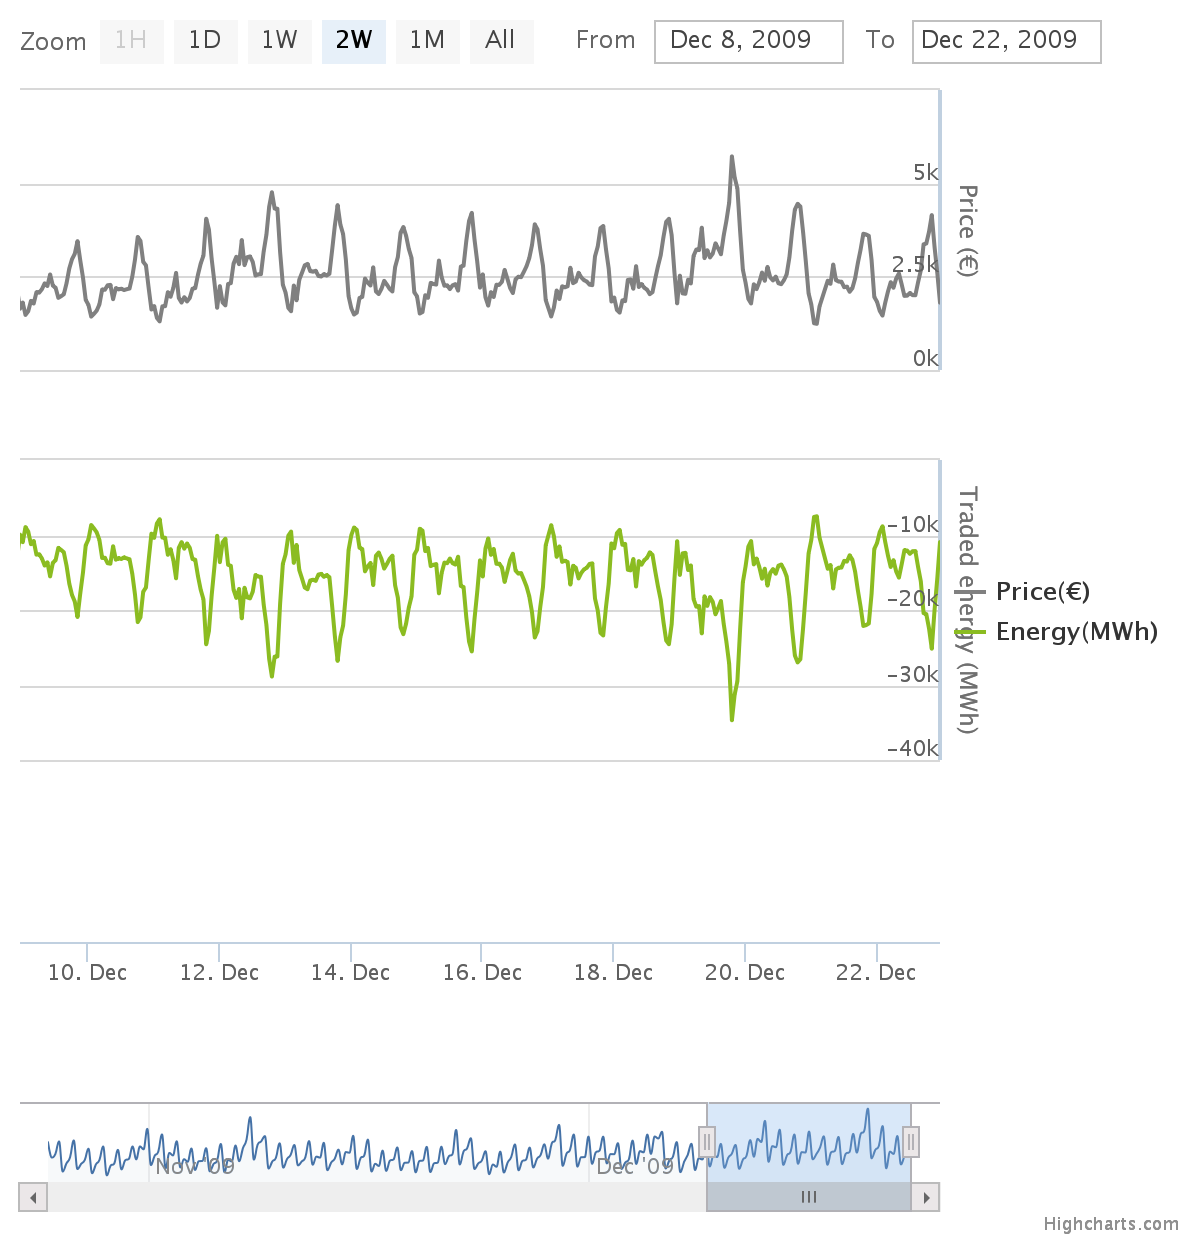 Zoom 1H 1D 1W 2W 1M All From Dec 8, 2009 To Dec 22, 2009
5k
2.5k
0k
Price (€)
−10k
−20k
−30k
−40k
Traded energy (MWh)
Price(€)
Energy(MWh)
10. Dec 12. Dec 14. Dec 16. Dec 18. Dec 20. Dec 22. Dec
Nov '09 Dec '09
Highcharts.com